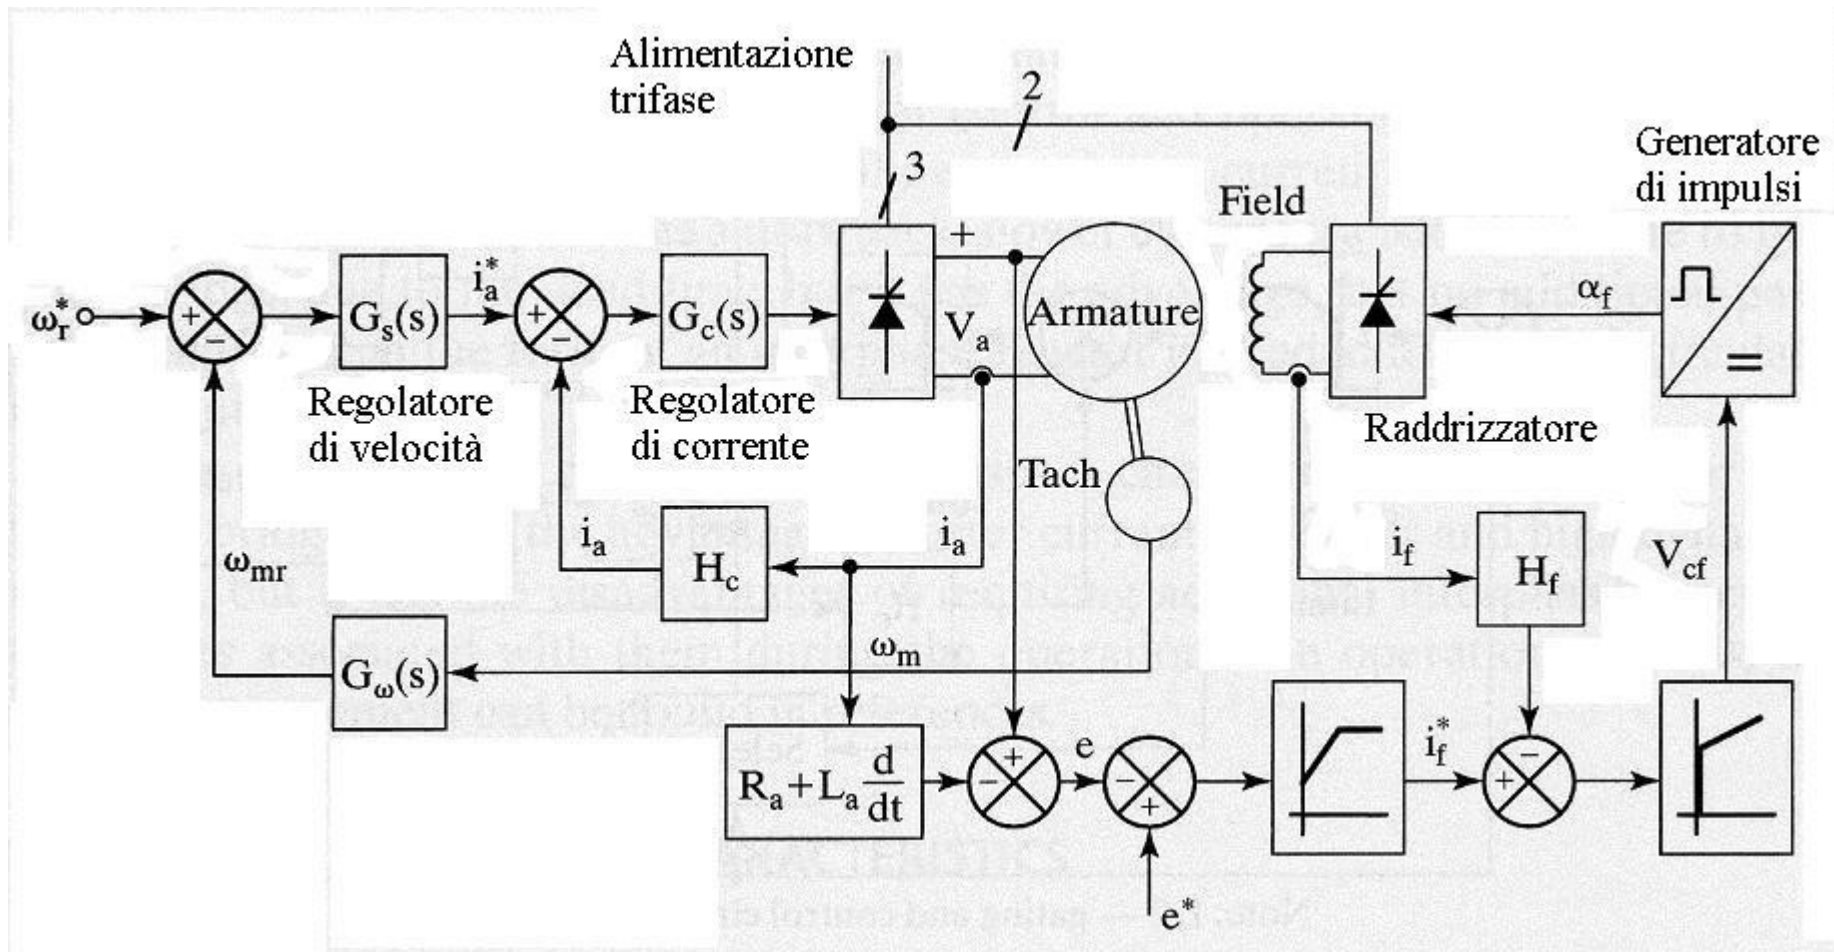 Alimentazione
trifase
2
3
Generatore
di impulsi
Field
ω*r
+
−
Gs(s)
i*a
+
−
Gc(s)
+
Va
Armature
αf
Regolatore
di velocità
Regolatore
di corrente
Raddrizzatore
Tach
ωmr
ia
Hc
ia
if
Hf
Vcf
Gω(s)
ωm
Ra+La d/dt
+
−
e
−
+
i*f
−
+
e*